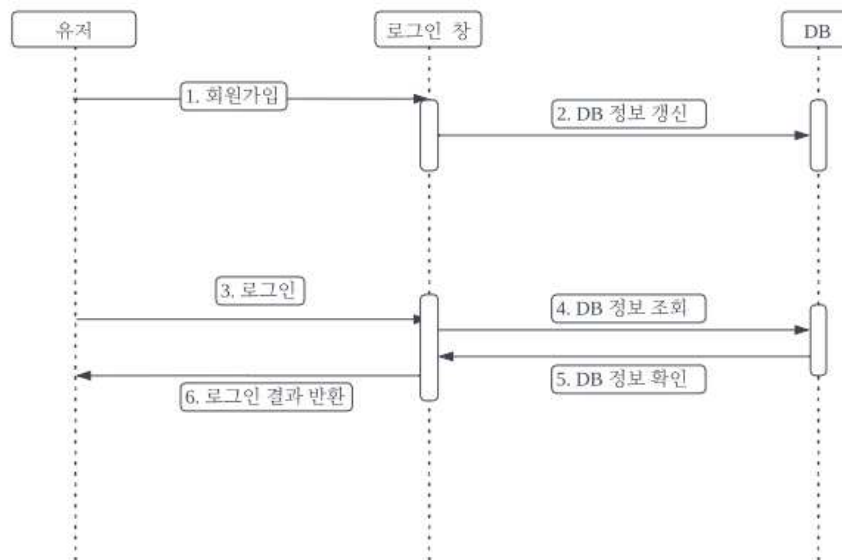 유저
로그인 창
DB
1. 회원가입
2. DB 정보 갱신
3. 로그인
4. DB 정보 조회
5. DB 정보 확인
6. 로그인 결과 반환